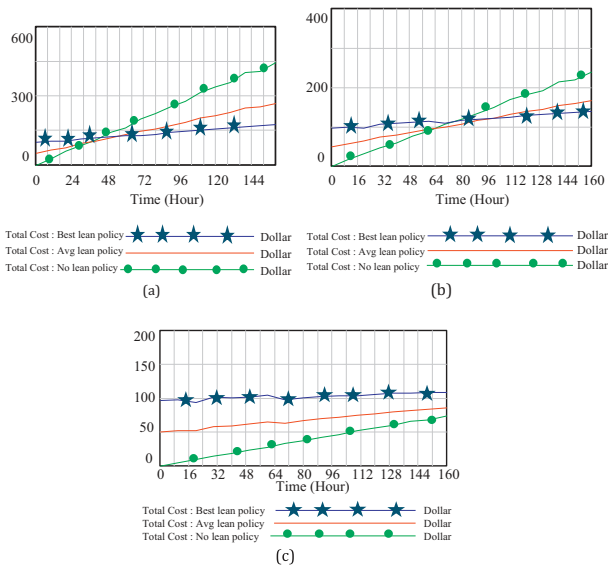 (a)
600
300
0
0 24 48 72 96 120 144
Time (Hour)
Total Cost : Best lean policy Dollar
Total Cost : Avg lean policy Dollar
Total Cost : No lean policy Dollar
(a)
(b)
400
200
0
0 16 32 48 64 80 96 112 128 144 160
Time (Hour)
Total Cost : Best lean policy Dollar
Total Cost : Avg lean policy Dollar
Total Cost : No lean policy Dollar
(b)
200
150
100
50
0
0 16 32 48 64 80 96 112 128 144 160
Time (Hour)
Total Cost : Best lean policy Dollar
Total Cost : Avg lean policy Dollar
Total Cost : No lean policy Dollar
(c)